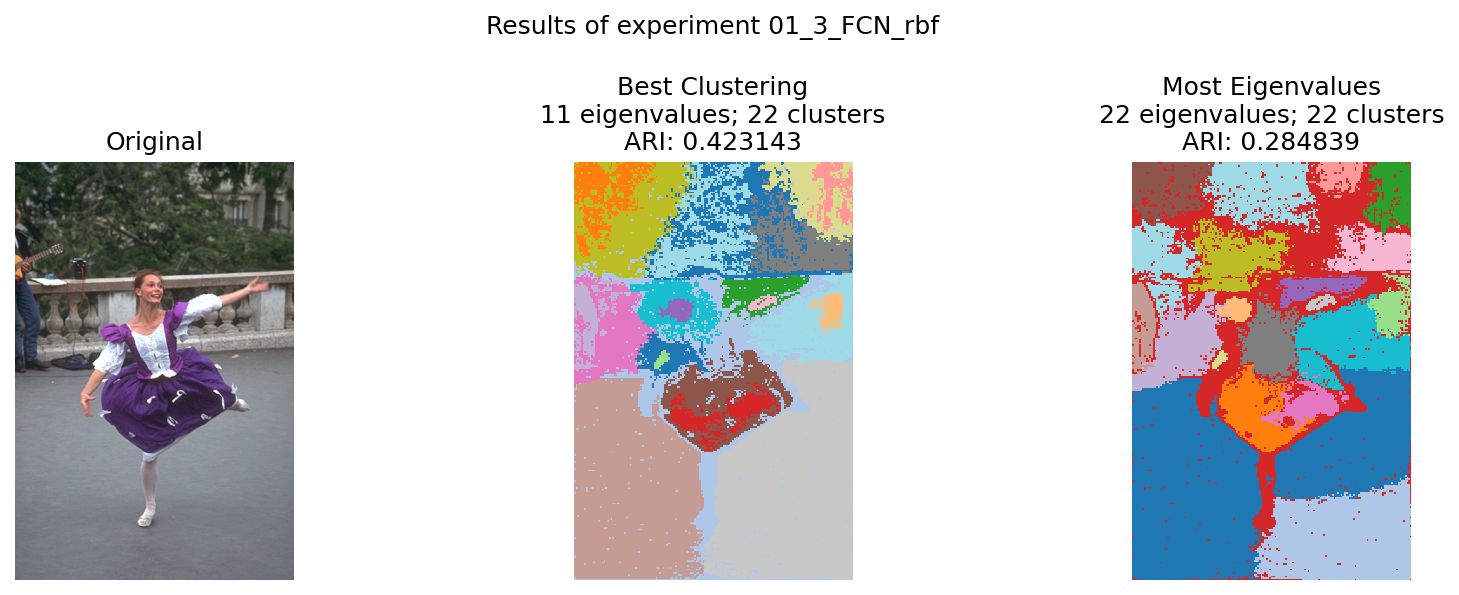 Results of experiment 01_3_FCN_rbf
Original
Best Clustering
11 eigenvalues; 22 clusters
ARI: 0.423143
Most Eigenvalues
22 eigenvalues; 22 clusters
ARI: 0.284839